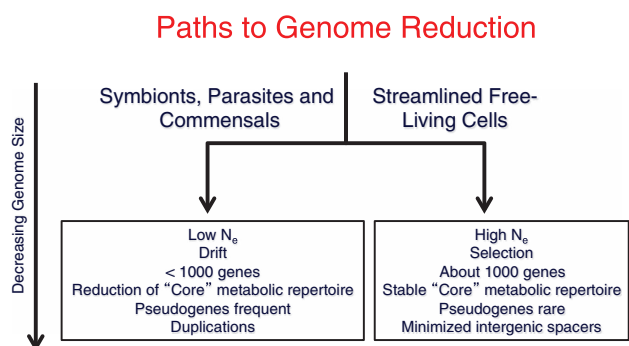 Paths to Genome Reduction
Symbionts, Parasites and
Commensals
Streamlined Free-
Living Cells
Decreasing Genome Size
Low Ne
Drift
< 1000 genes
Reduction of “Core” metabolic repertoire
Pseudogenes frequent
Duplications
High Ne
Selection
About 1000 genes
Stable “Core” metabolic repertoire
Pseudogenes rare
Minimized intergenic spacers